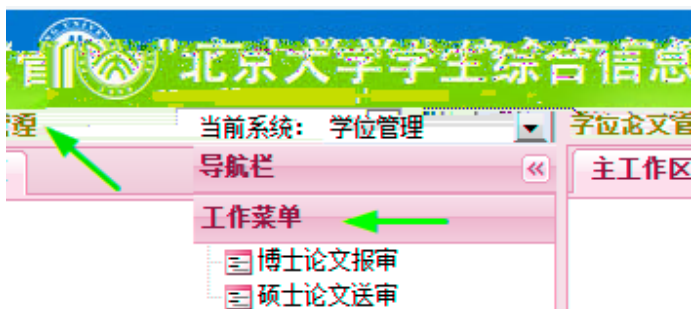 北京大学学生综合信息
理 当前系统： 学位管理 学位论文管
导航栏 主工作区
工作菜单
博士论文报审
硕士论文送审